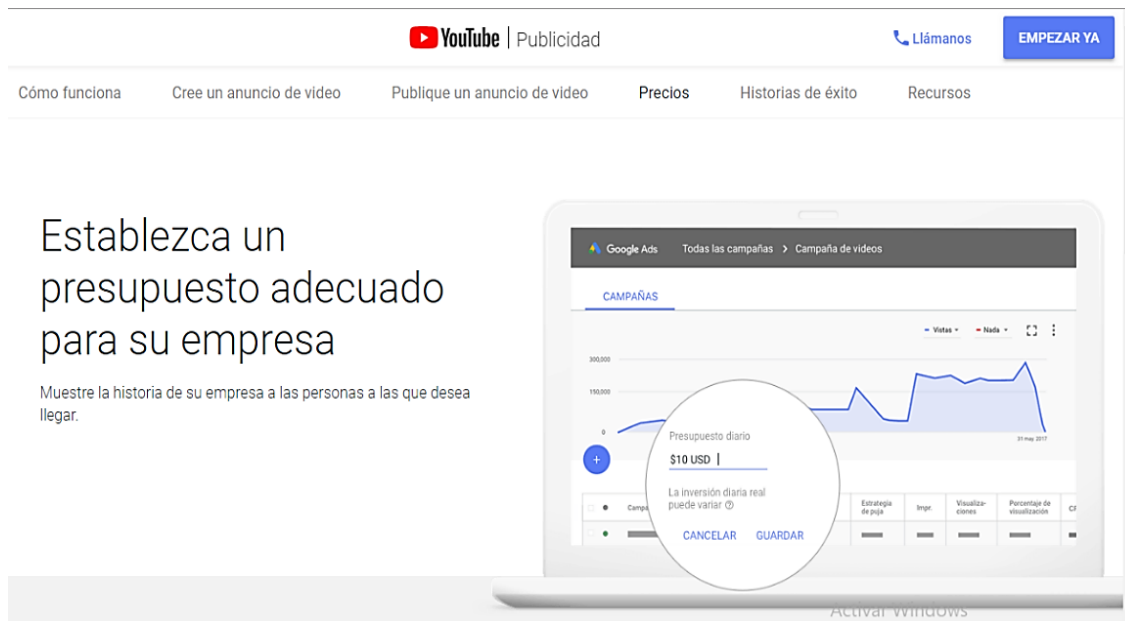 YouTube | Publicidad
Llámanos
EMPEZAR YA
Cómo funciona
Cree un anuncio de video
Publique un anuncio de video
Precios
Historias de éxito
Recursos
Establezca un
presupuesto adecuado
para su empresa
Muestre la historia de su empresa a las personas a las que desea
llegar.
Google Ads
Todas las campañas > Campaña de videos
CAMPAÑAS
Vistas
Nada
300,000
150,000
0
31 may. 2017
Presupuesto diario
$10 USD
La inversión diaria real
puede variar
CANCELAR
GUARDAR
+
Campa
Estrategia
de puja
Impr.
Visualiza-
ciones
Porcentaje de
visualización
Activar Windows